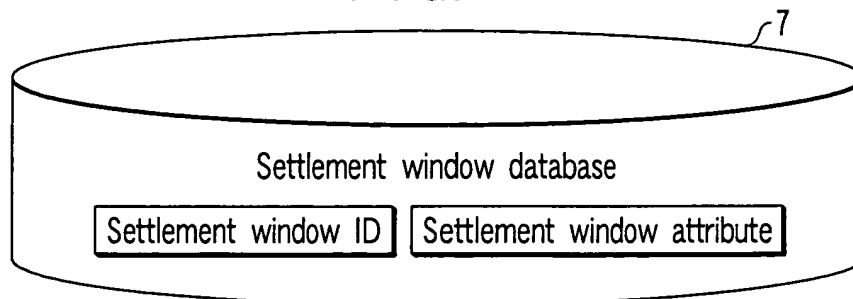 7
Settlement window database
Settlement window ID
Settlement window attribute